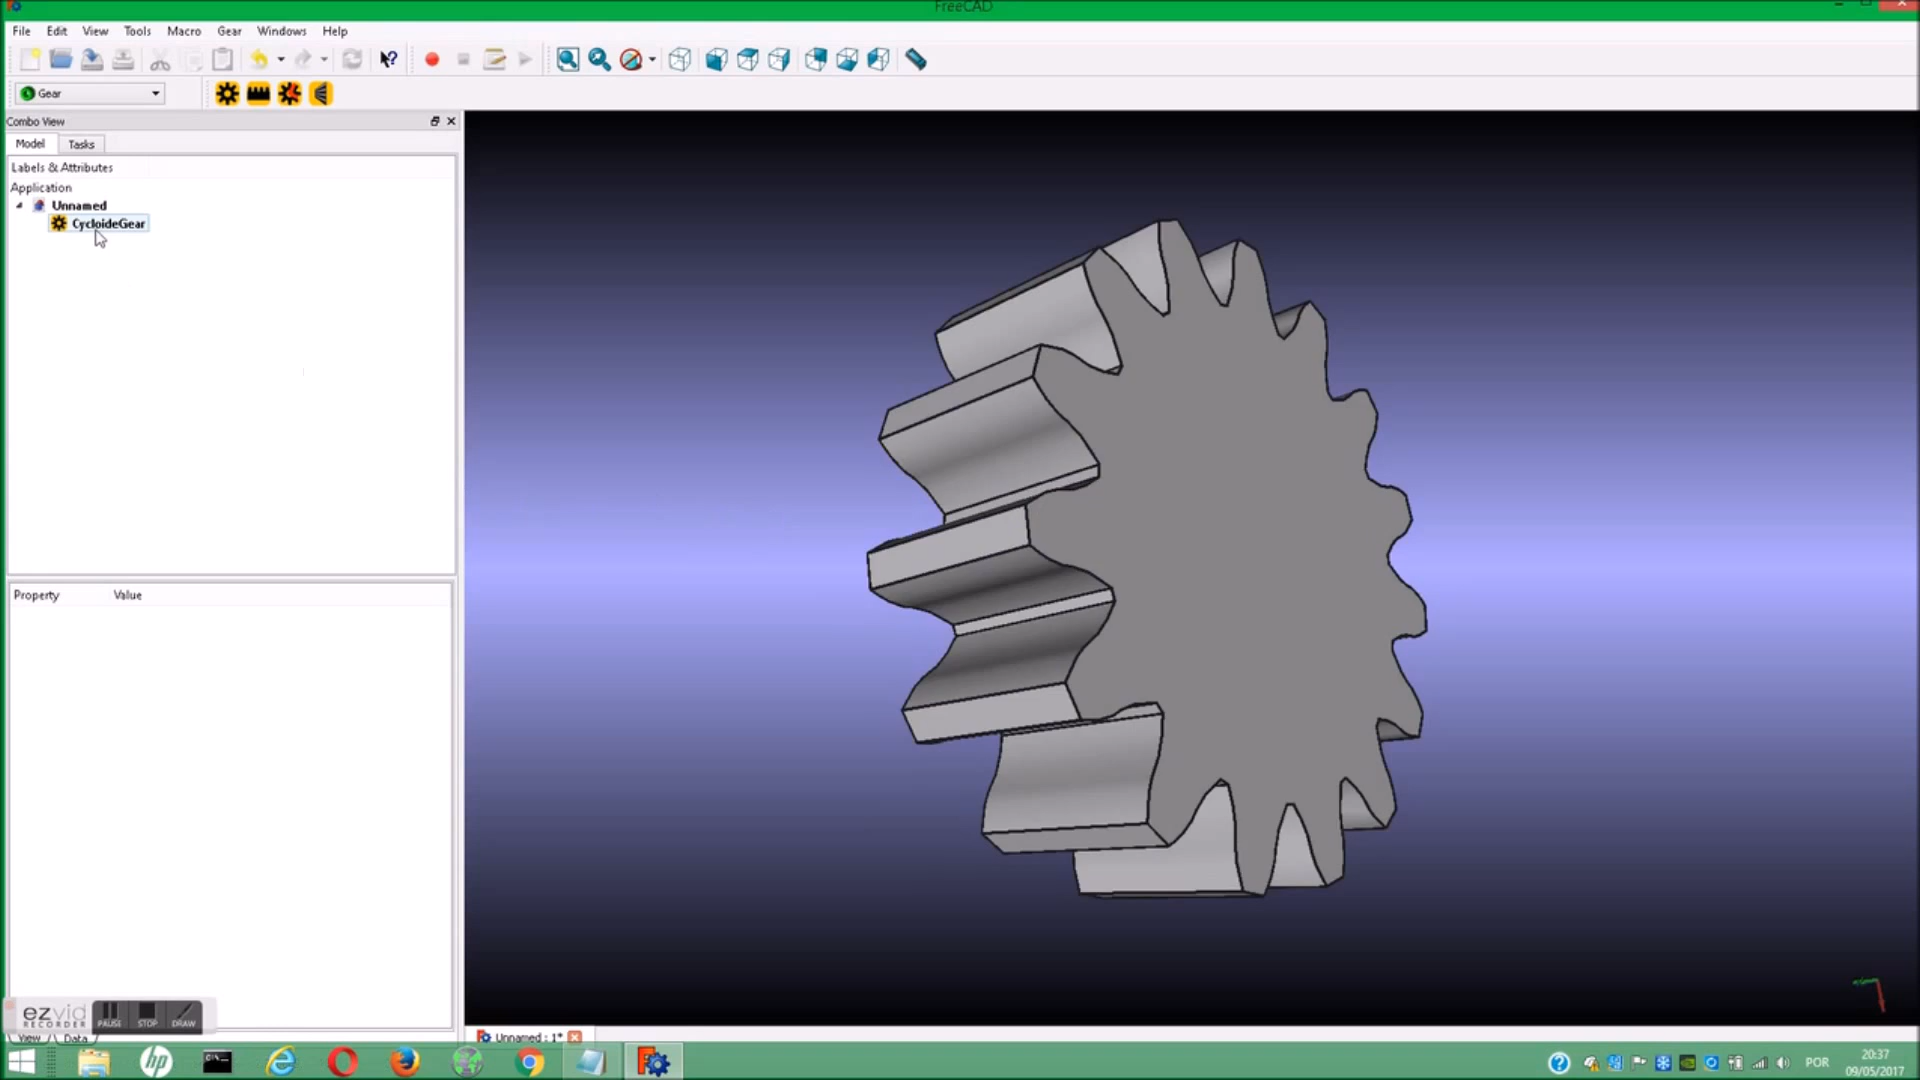 FreeCAD
File Edit View Tools Macro Gear Windows Help
Gear
Combo View
Model Tasks
Labels & Attributes
Application
Unnamed
CycloideGear
Property Value
ezvid
RECORDER
PAUSE STOP DRAW
View Data
Unnamed : 1*
hp
POR
20:37
09/05/2017